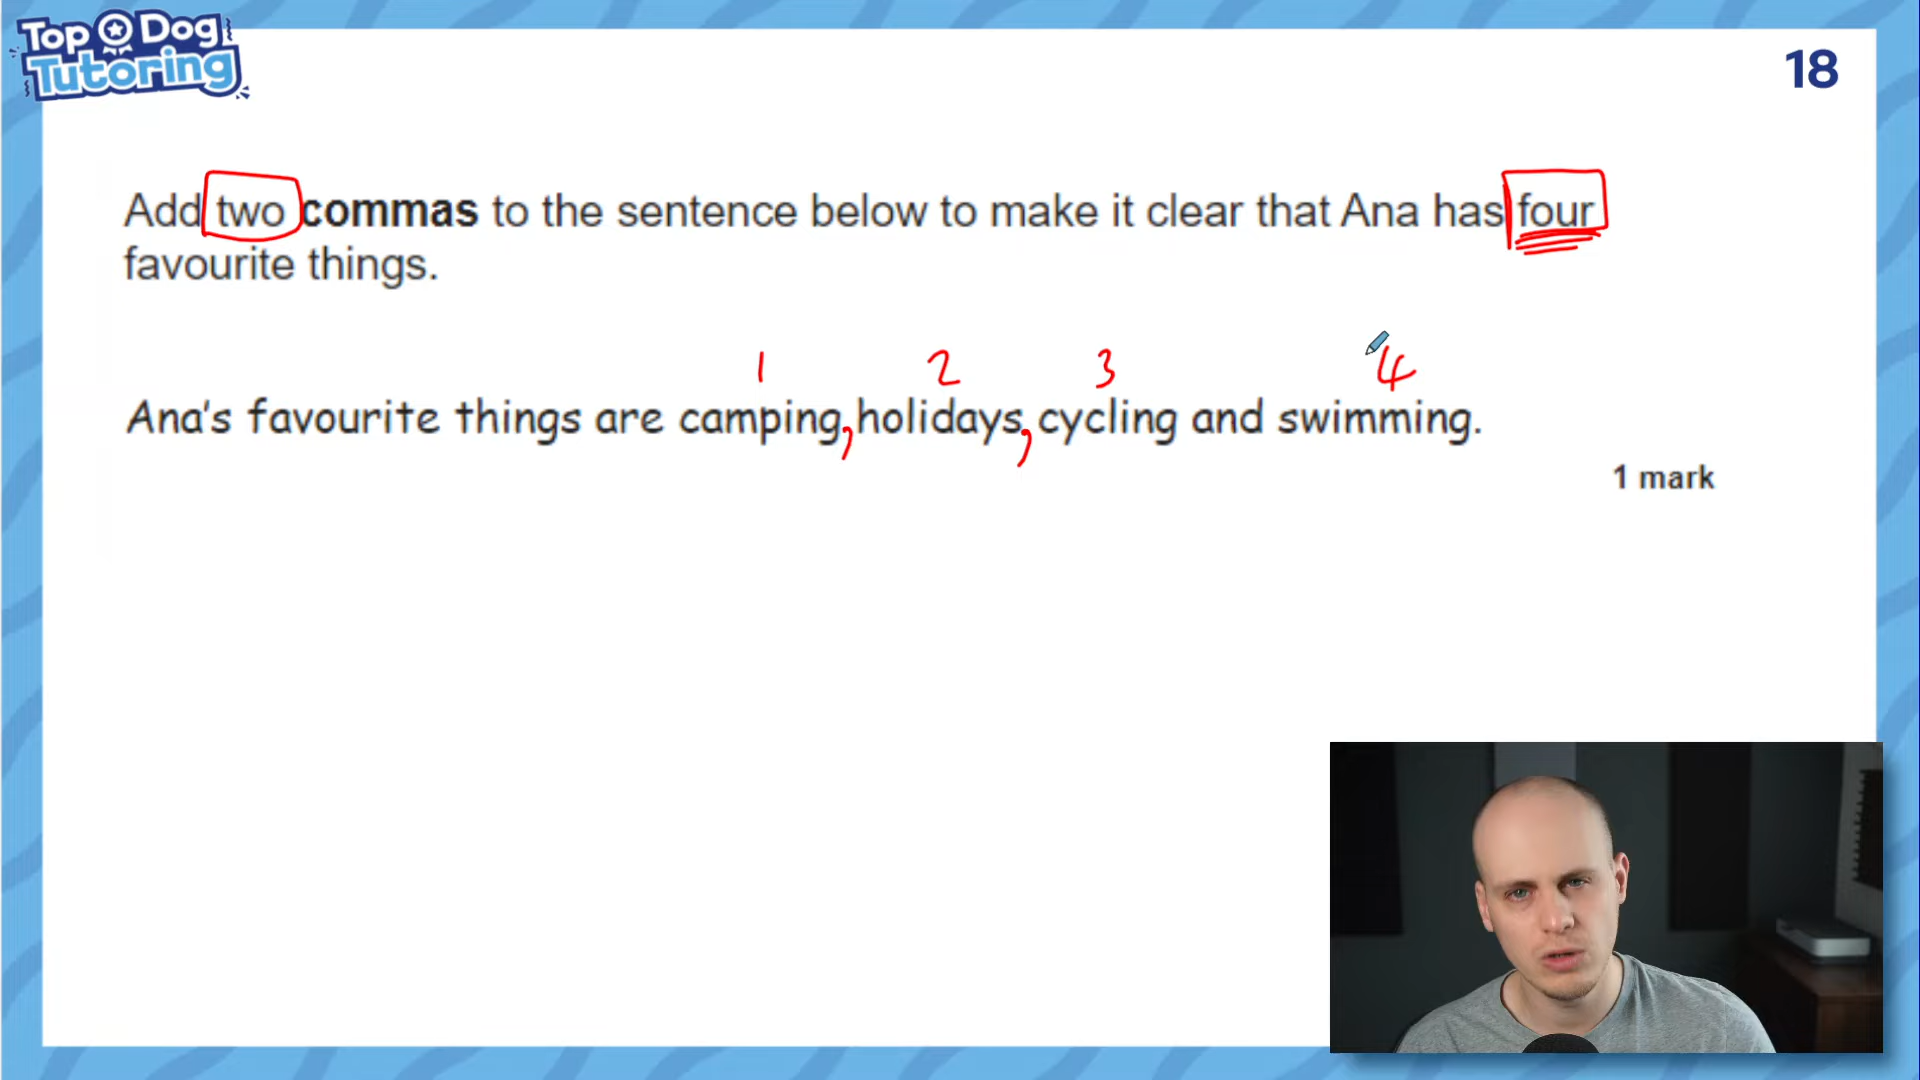 Top Dog
Tutoring
18
Add two commas to the sentence below to make it clear that Ana has four
favourite things.
1 2 3 4
Ana's favourite things are camping, holidays, cycling and swimming.
1 mark